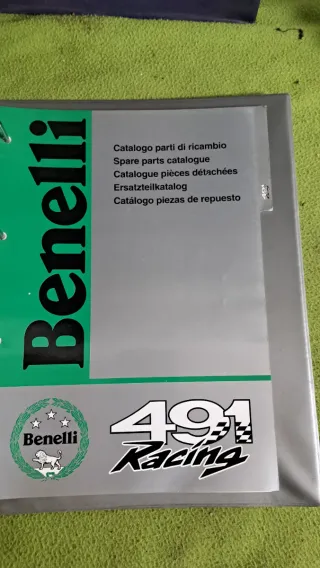 Benelli
Catalogo parti di ricambio
Spare parts catalogue
Catalogue pièces détachées
Ersatzteilkatalog
Catálogo piezas de repuesto
491
Benelli
491
Racing